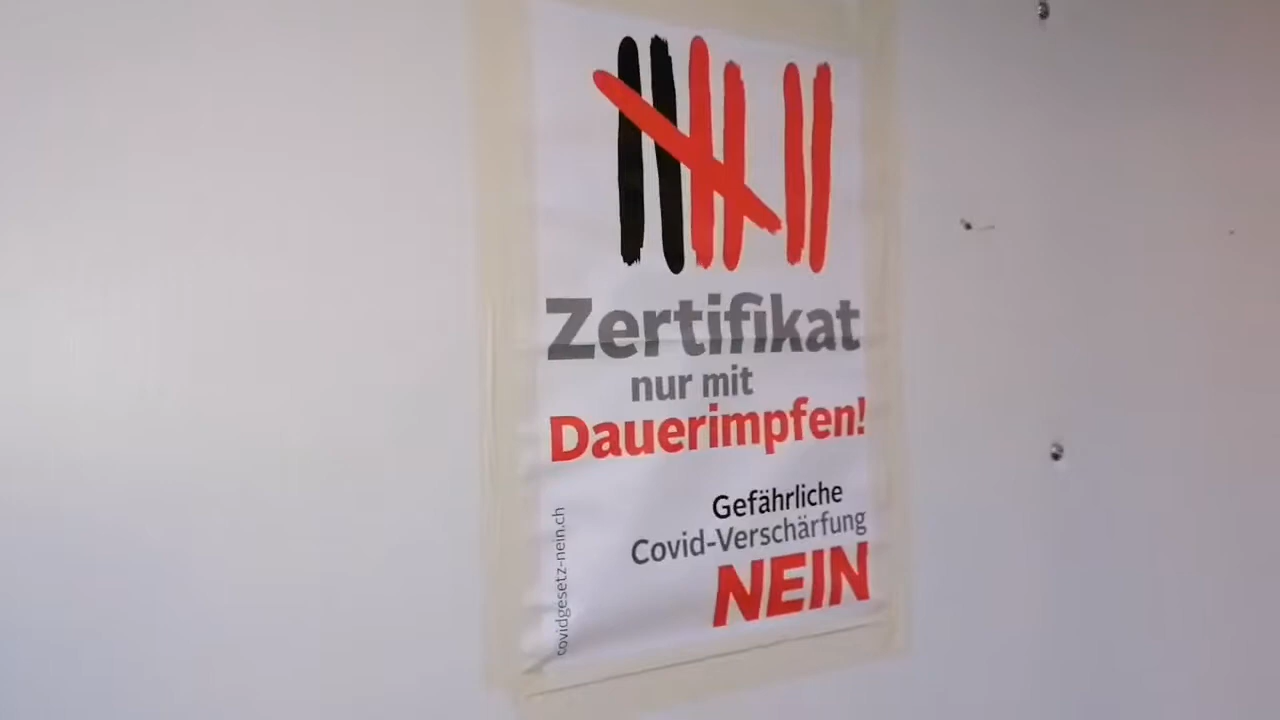 Zertifikat
nur mit
Dauerimpfen!
Gefährliche
Covid-Verschärfung
NEIN
covidgesetz-nein.ch